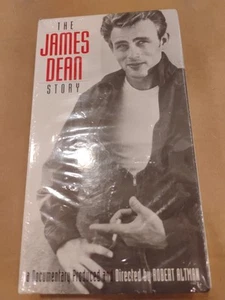 THE
JAMES
DEAN
STORY
a Documentary Produced and Directed by ROBERT ALTMAN